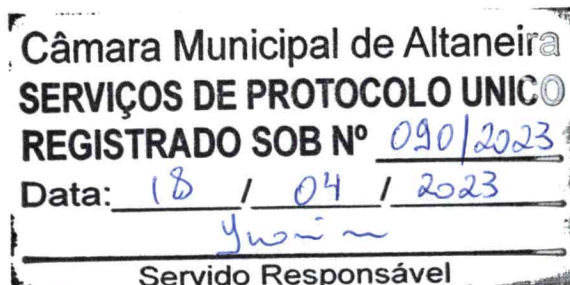 Câmara Municipal de Altaneira
SERVIÇOS DE PROTOCOLO UNICO
REGISTRADO SOB Nº 090/2023
Data: 18 / 04 / 2023
Servido Responsável